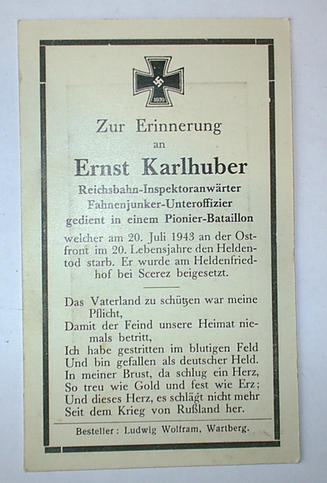 Zur Erinnerung
an
Ernst Karlhuber
Reichsbahn-Inspektoranwärter
Fahnenjunker-Unteroffizier
gedient in einem Pionier-Bataillon
welcher am 20. Juli 1943 an der Ost-
front im 20. Lebensjahre den Helden-
tod starb. Er wurde am Heldenfried-
hof bei Scerez beigesetzt.
Das Vaterland zu schützen war meine
Pflicht,
Damit der Feind unsere Heimat nie-
mals betritt,
Ich habe gestritten im blutigen Feld
Und bin gefallen als deutscher Held.
In meiner Brust, da schlug ein Herz,
So treu wie Gold und fest wie Erz;
Und dieses Herz, es schlägt nicht mehr
Seit dem Krieg von Rußland her.
Besteller: Ludwig Wolfram, Wartberg.